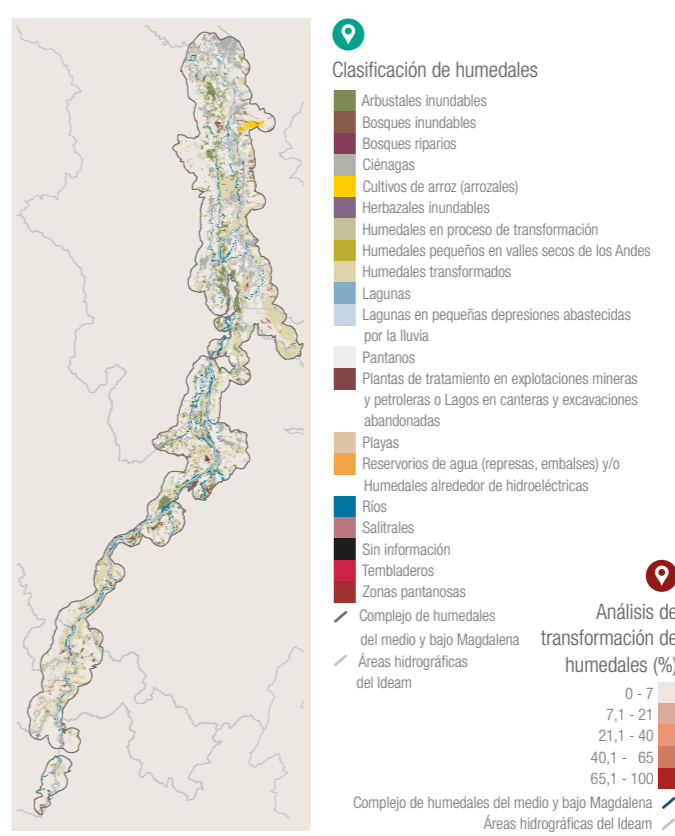 Clasificación de humedales
Arbustales inundables
Bosques inundables
Bosques riparios
Ciénagas
Cultivos de arroz (arrozales)
Herbazales inundables
Humedales en proceso de transformación
Humedales pequeños en valles secos de los Andes
Humedales transformados
Lagunas
Lagunas en pequeñas depresiones abastecidas
por la lluvia
Pantanos
Plantas de tratamiento en explotaciones mineras
y petroleras o Lagos en canteras y excavaciones
abandonadas
Playas
Reservorios de agua (represas, embalses) y/o
Humedales alrededor de hidroeléctricas
Ríos
Salitrales
Sin información
Tembladeros
Zonas pantanosas
Complejo de humedales
del medio y bajo Magdalena
Áreas hidrográficas
del Ideam
Análisis de
transformación de
humedales (%)
0 - 7
7,1 - 21
21,1 - 40
40,1 - 65
65,1 - 100
Complejo de humedales del medio y bajo Magdalena
Áreas hidrográficas del Ideam